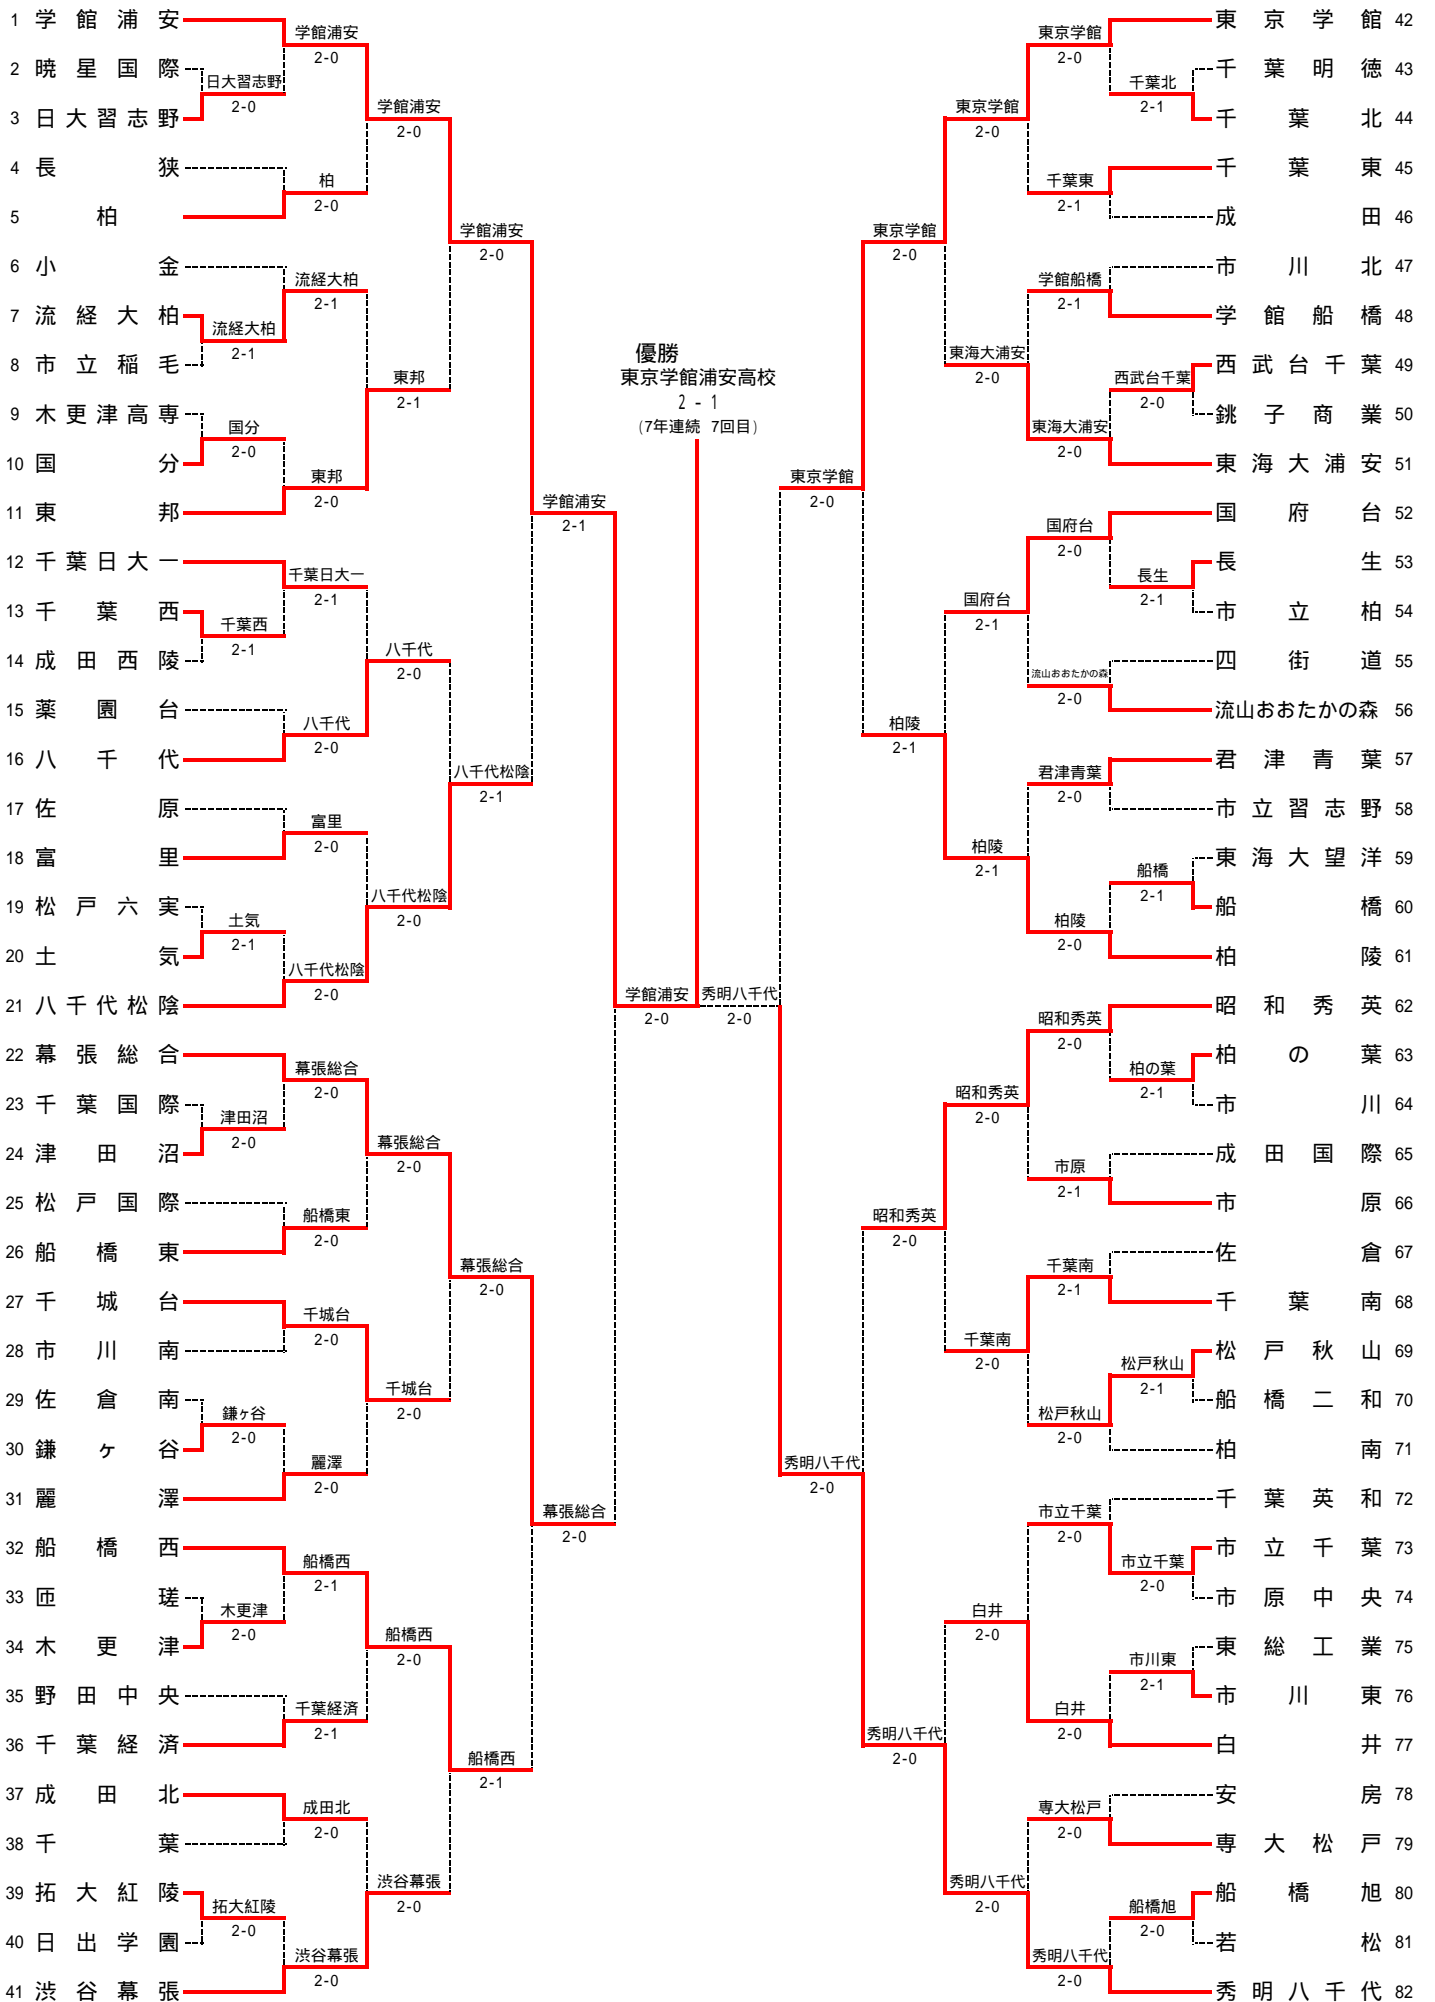 1 学館浦安
2 暁星国際
3 日大習志野
4 長狭
5 柏
6 小金
7 流経大柏
8 市立稲毛
9 木更津高専
10 国分
11 東邦
12 千葉日大一
13 千葉西
14 成田西陵
15 薬園台
16 八千代
17 佐原
18 富里
19 松戸六実
20 土気
21 八千代松陰
22 幕張総合
23 千葉国際
24 津田沼
25 松戸国際
26 船橋東
27 千城台
28 市川南
29 佐倉南
30 鎌ヶ谷
31 麗澤
32 船橋西
33 匝瑳
34 木更津
35 野田中央
36 千葉経済
37 成田北
38 千葉
39 拓大紅陵
40 日出学園
41 渋谷幕張
日大習志野
2-0
流経大柏
2-1
国分
2-0
千葉西
2-1
土気
2-1
津田沼
2-0
鎌ヶ谷
2-0
木更津
2-0
拓大紅陵
2-0
学館浦安
2-0
柏
2-0
流経大柏
2-1
東邦
2-0
千葉日大一
2-1
八千代
2-0
富里
2-0
八千代松陰
2-0
幕張総合
2-0
船橋東
2-0
千城台
2-0
麗澤
2-0
船橋西
2-1
千葉経済
2-1
成田北
2-0
渋谷幕張
2-0
学館浦安
2-0
東邦
2-1
八千代
2-0
八千代松陰
2-0
幕張総合
2-0
千城台
2-0
船橋西
2-0
渋谷幕張
2-0
学館浦安
2-0
八千代松陰
2-1
幕張総合
2-0
船橋西
2-1
学館浦安
2-1
幕張総合
2-0
学館浦安
2-0
優勝
東京学館浦安高校
2 - 1
(7年連続 7回目)
秀明八千代
2-0
東京学館
2-0
秀明八千代
2-0
東京学館
2-0
柏陵
2-1
昭和秀英
2-0
秀明八千代
2-0
東京学館
2-0
東海大浦安
2-0
国府台
2-1
柏陵
2-1
昭和秀英
2-0
千葉南
2-0
白井
2-0
秀明八千代
2-0
東京学館
2-0
千葉東
2-1
学館船橋
2-1
東海大浦安
2-0
国府台
2-0
流山おおたかの森
2-0
君津青葉
2-0
柏陵
2-0
昭和秀英
2-0
市原
2-1
千葉南
2-1
松戸秋山
2-0
市立千葉
2-0
白井
2-0
専大松戸
2-0
秀明八千代
2-0
千葉北
2-1
西武台千葉
2-0
長生
2-1
船橋
2-1
柏の葉
2-1
松戸秋山
2-1
市立千葉
2-0
市川東
2-1
船橋旭
2-0
東京学館 42
千葉明徳 43
千葉北 44
千葉東 45
成田 46
市川北 47
学館船橋 48
西武台千葉 49
銚子商業 50
東海大浦安 51
国府台 52
長生 53
市立柏 54
四街道 55
流山おおたかの森 56
君津青葉 57
市立習志野 58
東海大望洋 59
船橋 60
柏陵 61
昭和秀英 62
柏の葉 63
市川 64
成田国際 65
市原 66
佐倉 67
千葉南 68
松戸秋山 69
船橋二和 70
柏南 71
千葉英和 72
市立千葉 73
市原中央 74
東総工業 75
市川東 76
白井 77
安房 78
専大松戸 79
船橋旭 80
若松 81
秀明八千代 82